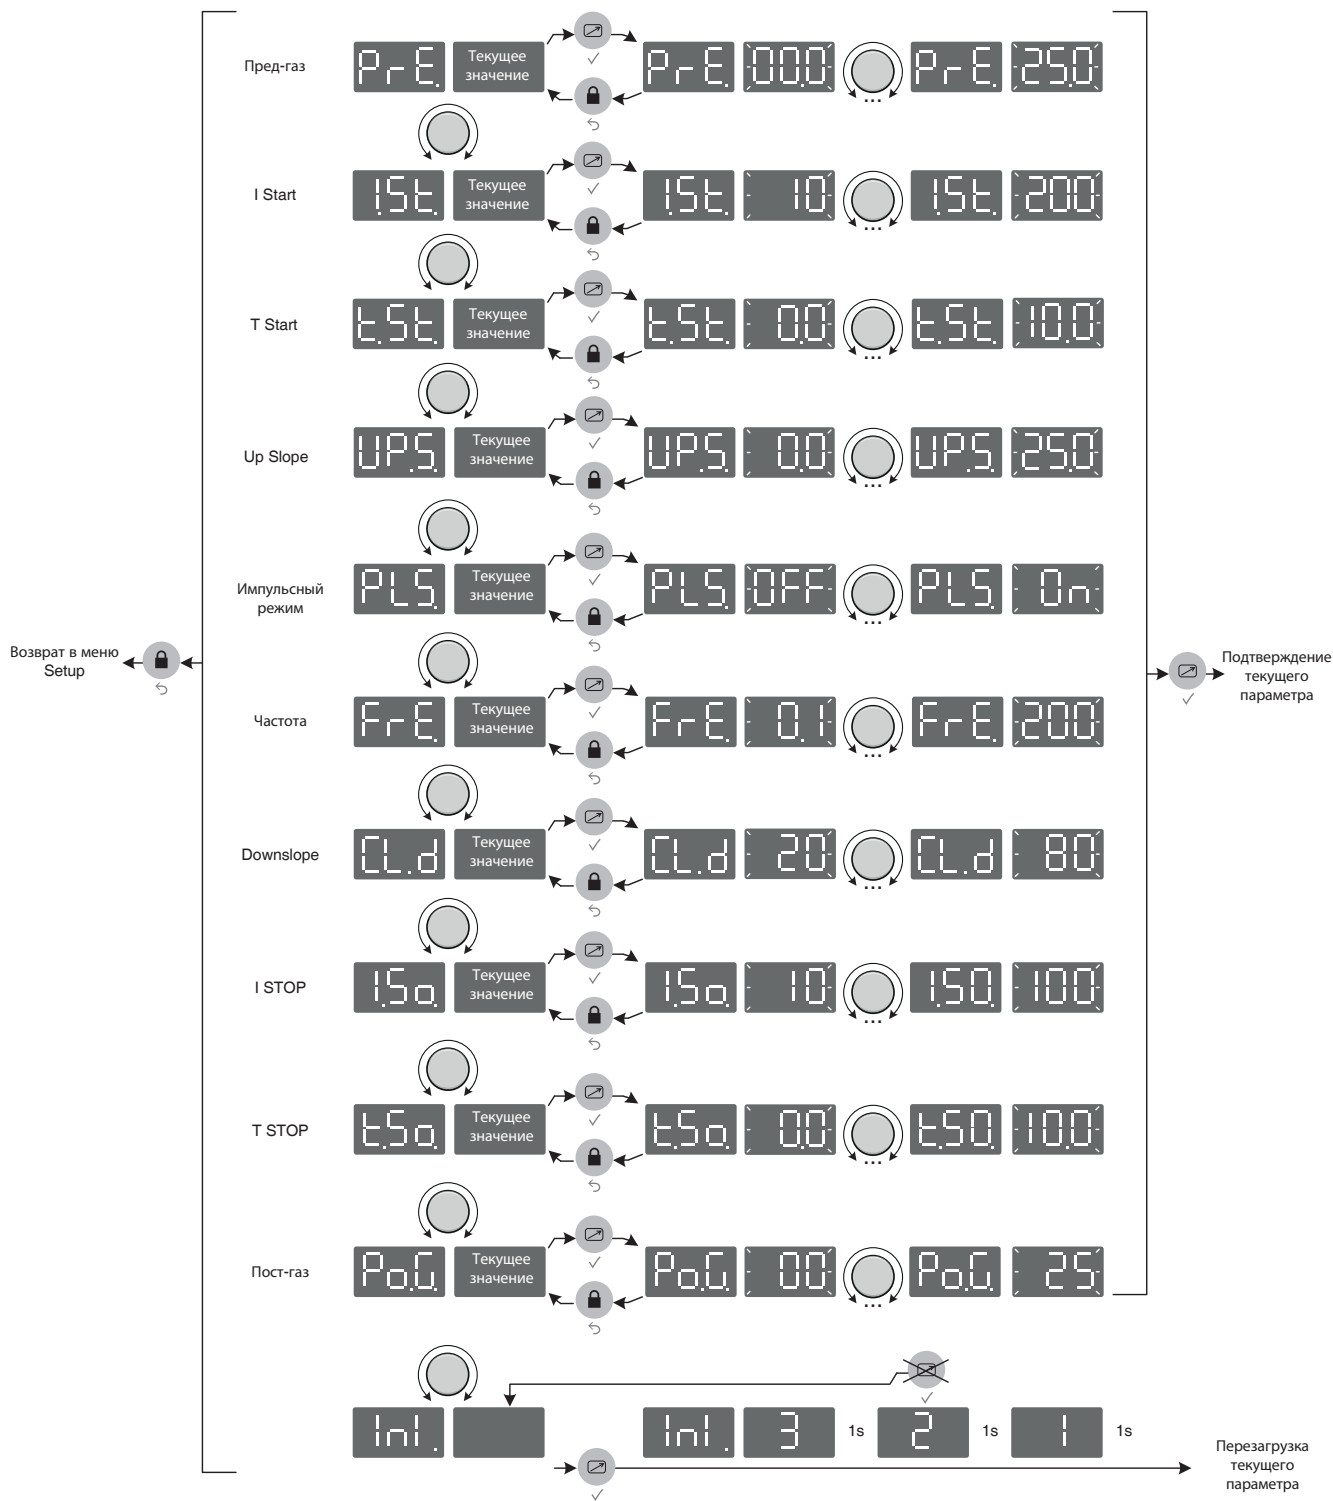 Пред-газ
PrE.
Текущее
значение
PrE.
00.0
...
PrE.
25.0
I Start
I.St.
Текущее
значение
I.St.
10
...
I.St.
200
T Start
t.St.
Текущее
значение
t.St.
0.0
...
t.St.
10.0
Up Slope
UP.S.
Текущее
значение
UP.S.
0.0
...
UP.S.
25.0
Импульсный
режим
PLS.
Текущее
значение
PLS.
OFF
...
PLS.
On
Возврат в меню
Setup
Подтверждение
текущего
параметра
Частота
FrE.
Текущее
значение
FrE.
0.1
...
FrE.
200
Downslope
CL.d
Текущее
значение
CL.d
20
...
CL.d
80
I STOP
I.So.
Текущее
значение
I.So.
10
...
I.SO.
100
T STOP
t.So.
Текущее
значение
t.So.
0.0
...
t.SO.
10.0
Пост-газ
Po.G.
Текущее
значение
Po.G.
00
...
Po.G.
25
InI.
InI.
3
1s
2
1s
1
1s
Перезагрузка
текущего
параметра